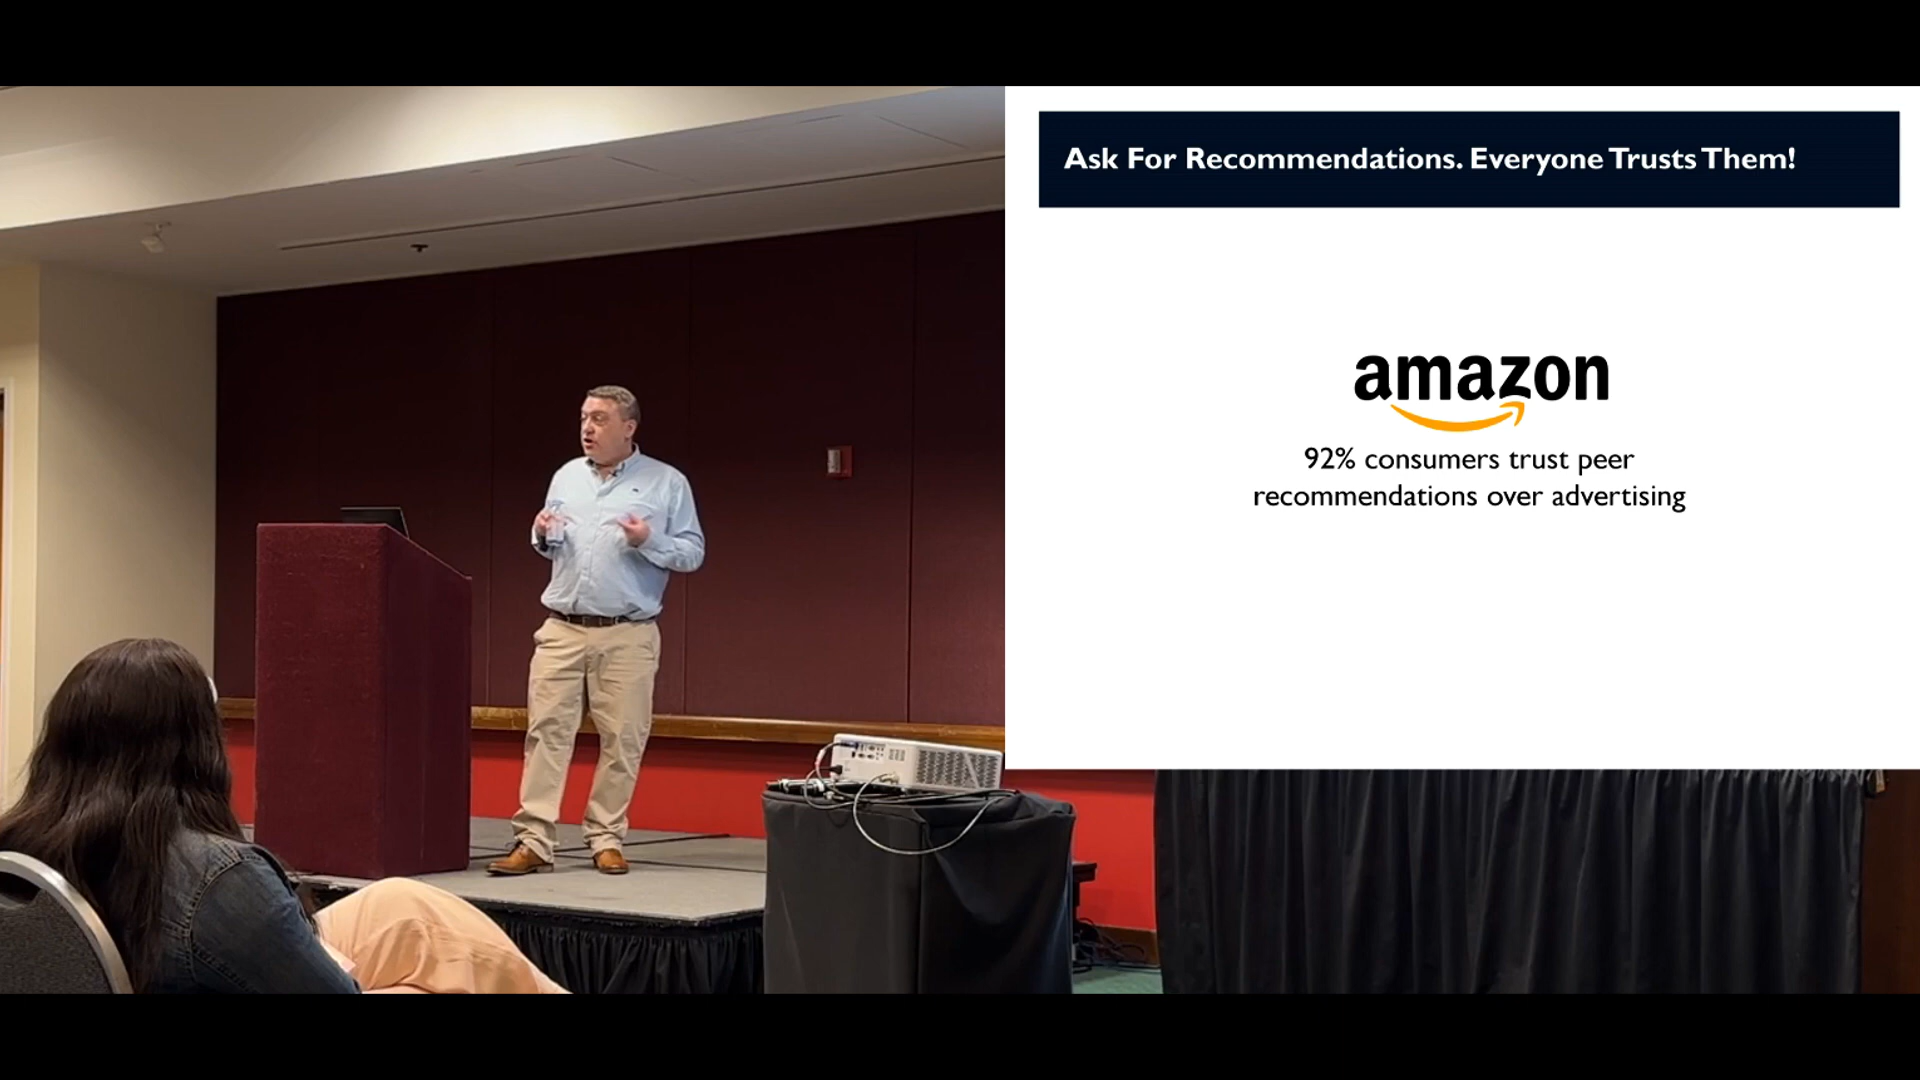 Ask For Recommendations. Everyone Trusts Them!
amazon
92% consumers trust peer
recommendations over advertising